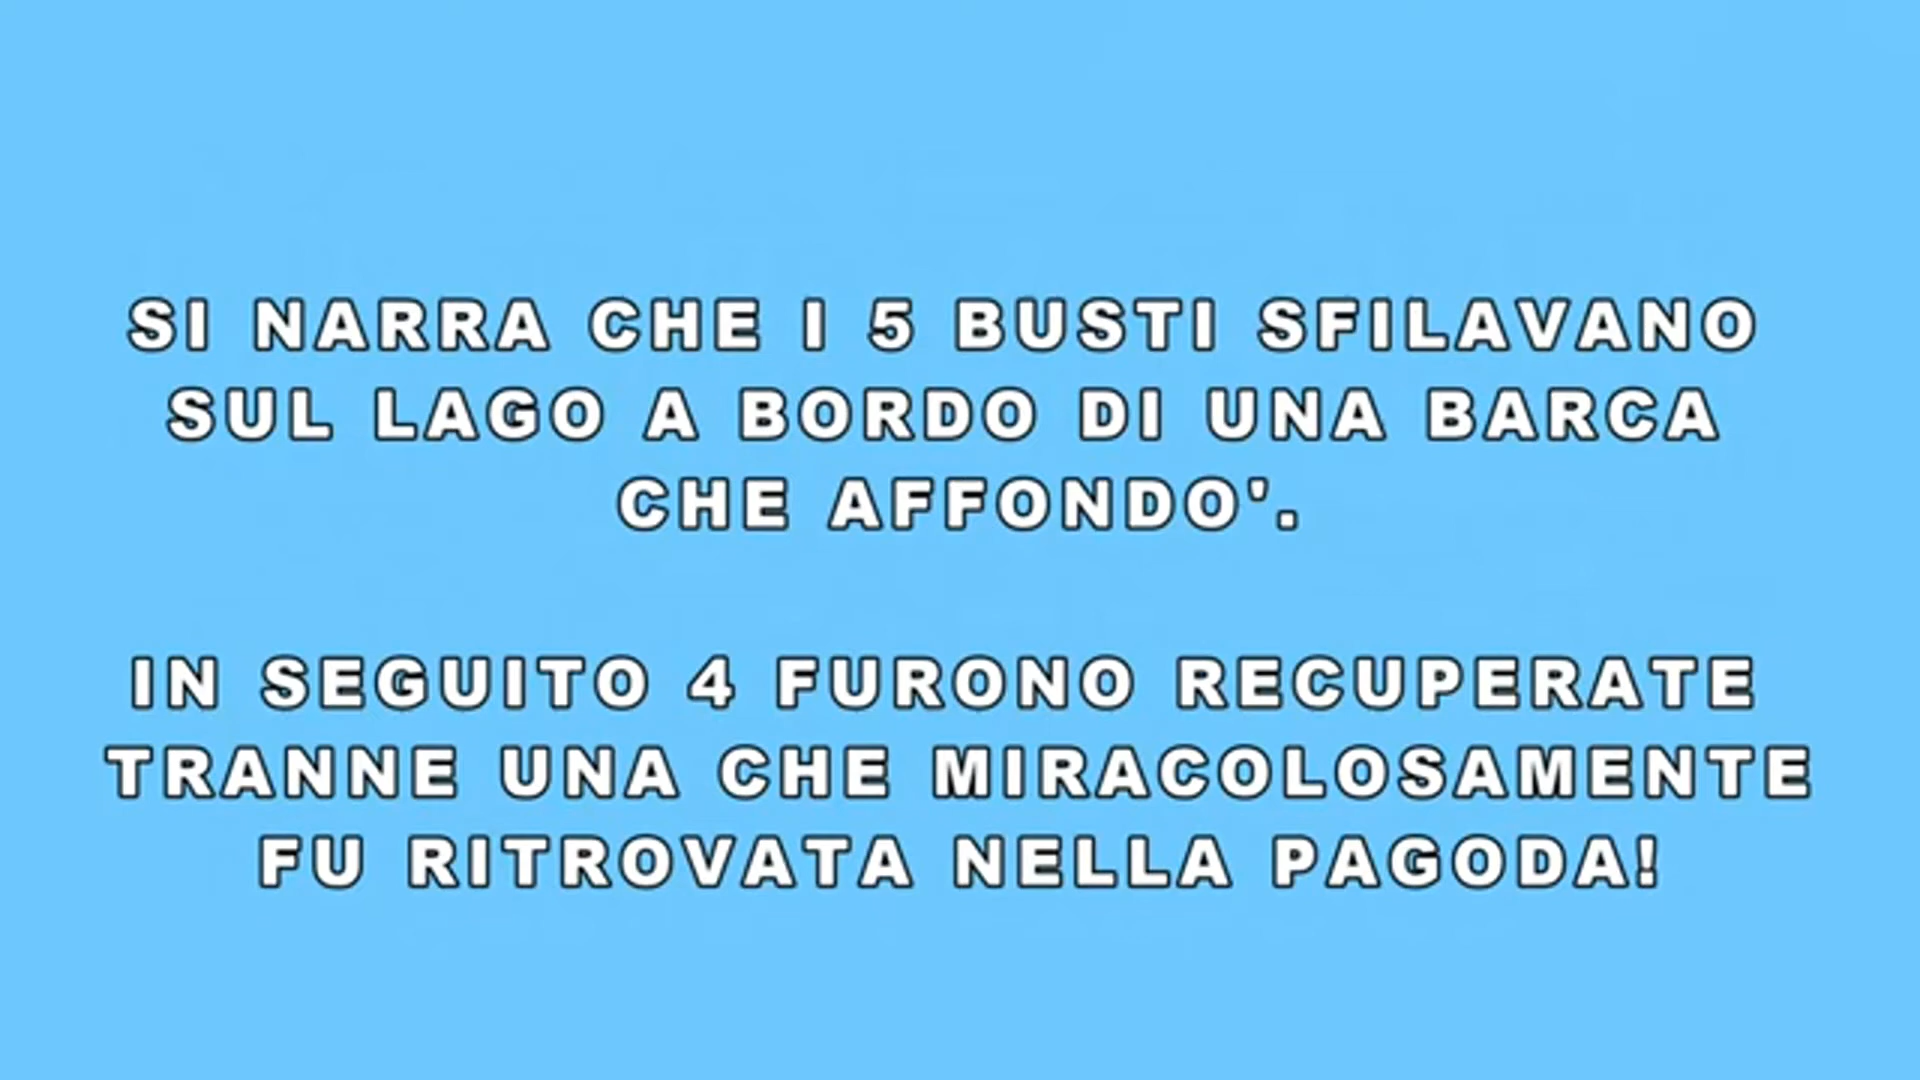 SI NARRA CHE I 5 BUSTI SFILAVANO
SUL LAGO A BORDO DI UNA BARCA
CHE AFFONDO'.
IN SEGUITO 4 FURONO RECUPERATE
TRANNE UNA CHE MIRACOLOSAMENTE
FU RITROVATA NELLA PAGODA!